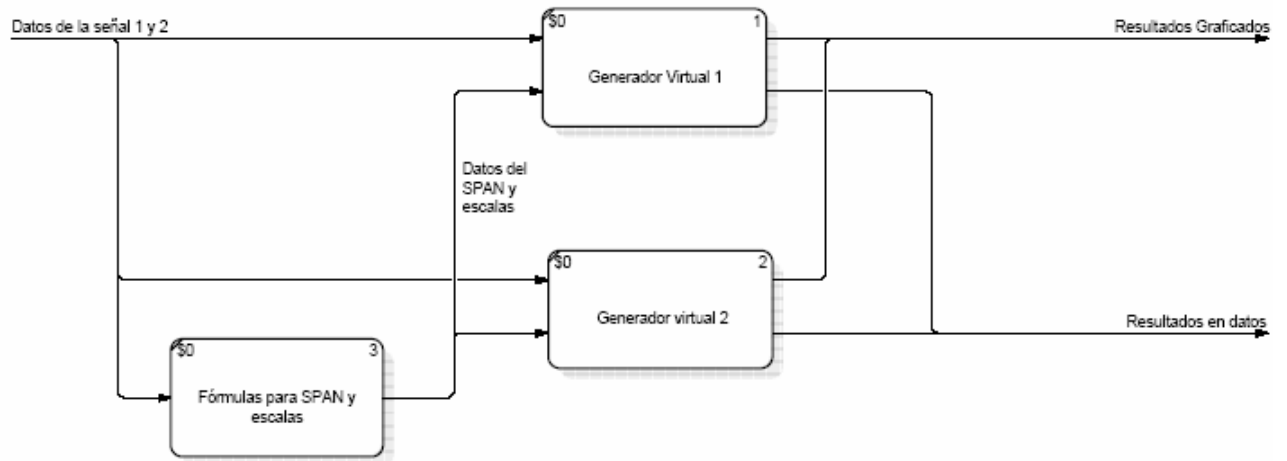 Datos de la señal 1 y 2
$0
1
Resultados Graficados
Generador Virtual 1
Datos del
SPAN y
escalas
$0
2
Generador virtual 2
Resultados en datos
$0
3
Fórmulas para SPAN y
escalas